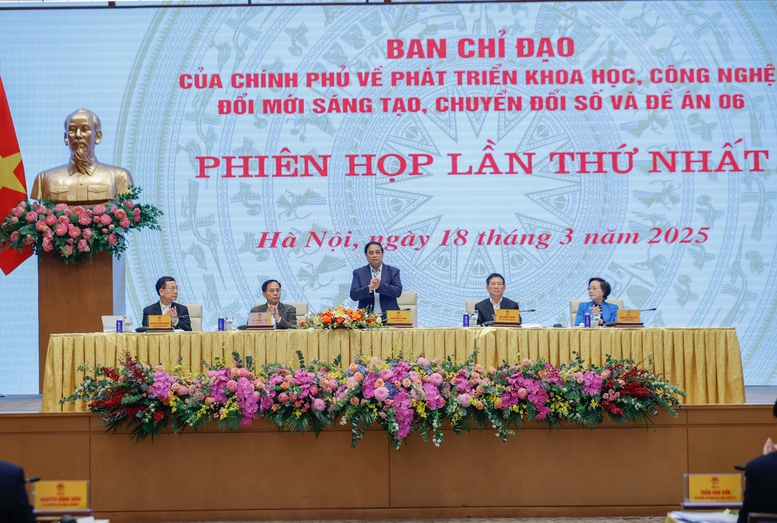 BAN CHỈ ĐẠO
CỦA CHÍNH PHỦ VỀ PHÁT TRIỂN KHOA HỌC, CÔNG NGHỆ
ĐỔI MỚI SÁNG TẠO, CHUYỂN ĐỔI SỐ VÀ ĐỀ ÁN 06
PHIÊN HỌP LẦN THỨ NHẤT
Hà Nội, ngày 18 tháng 3 năm 2025